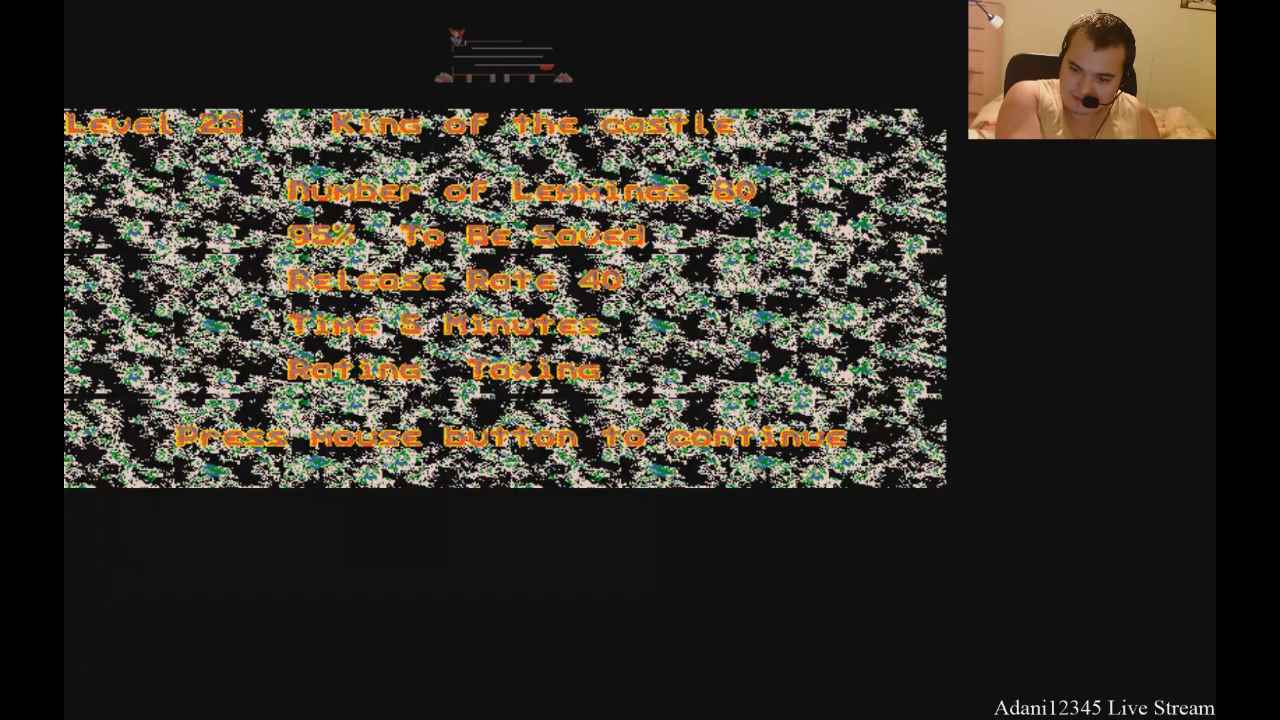 Level 23 King of the castle
Number of Lemmings 80
95% To Be Saved
Release Rate 40
Time 5 Minutes
Rating Taxing
Press mouse button to continue
Adani12345 Live Stream